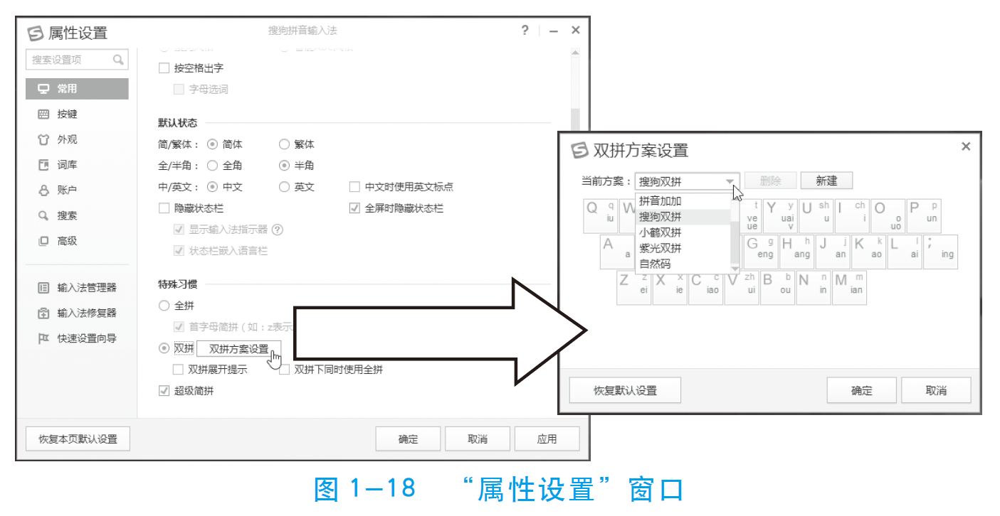 属性设置
搜狗拼音输入法
搜索设置项
常用
按键
外观
词库
账户
搜索
高级
输入法管理器
输入法修复器
快速设置向导
按空格出字
字母选词
默认状态
简/繁体： 简体 繁体
全/半角： 全角 半角
中/英文： 中文 英文 中文时使用英文标点
隐藏状态栏 全屏时隐藏状态栏
显示输入法指示器 ?
状态栏嵌入语言栏
特殊习惯
全拼
首字母简拼（如：z表示
双拼 双拼方案设置
双拼展开提示 双拼下同时使用全拼
超级简拼
恢复本页默认设置 确定 取消 应用
双拼方案设置
当前方案： 搜狗双拼 删除 新建
拼音加加
搜狗双拼
小鹤双拼
紫光双拼
自然码
Q q iu W t ve ue Y y uai v U sh u I ch i O o uo P p un
A a G g eng H h ang J j an K k ao L l ai ; ing
Z z ei X x ie C c iao V zh ui B b ou N n in M m ian
恢复默认设置 确定 取消
图 1-18 “属性设置”窗口